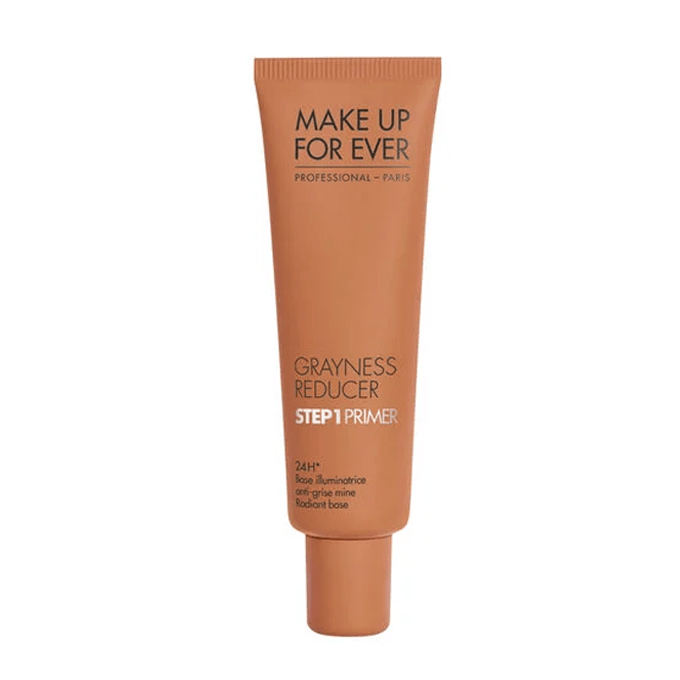 MAKE UP
FOR EVER
PROFESSIONAL – PARIS
GRAYNESS
REDUCER
STEP 1 PRIMER
24H*
Base illuminatrice
anti-grise mine
Radiant base